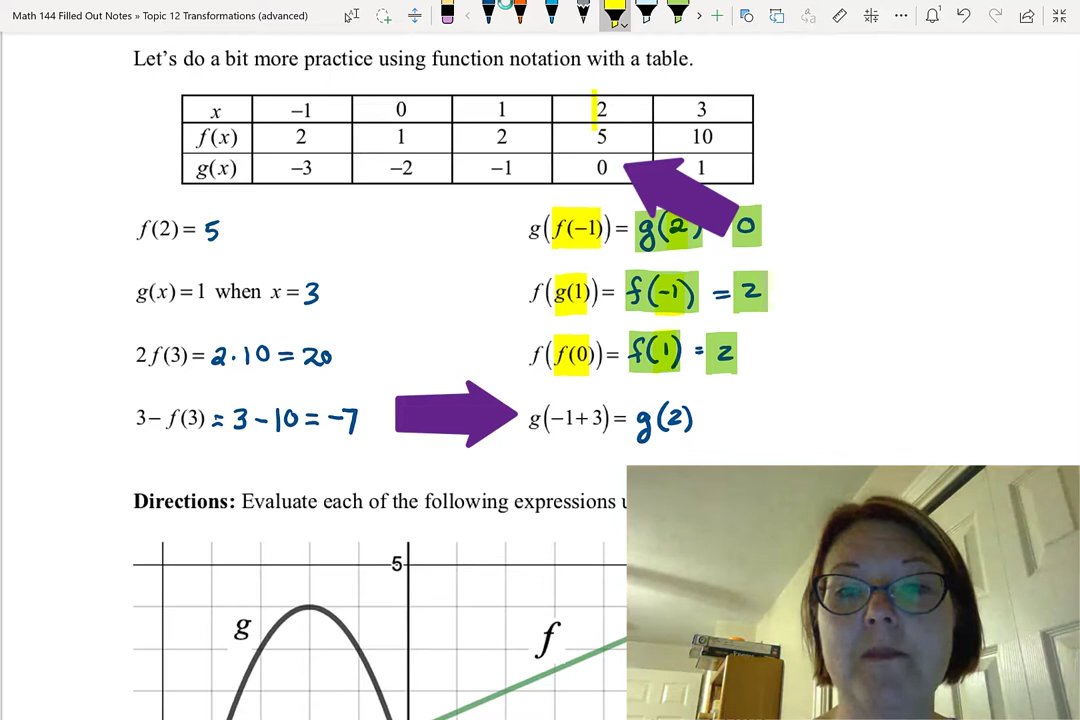 Math 144 Filled Out Notes » Topic 12 Transformations (advanced)
Let's do a bit more practice using function notation with a table.
x −1 0 1 2 3
f(x) 2 1 2 5 10
g(x) −3 −2 −1 0 1
f(2) = 5
g(f(−1)) = g(2) 0
g(x) = 1 when x = 3
f(g(1)) = f(-1) = 2
2f(3) = 2·10 = 20
f(f(0)) = f(1) = 2
3 − f(3) = 3 - 10 = -7
g(−1+3) = g(2)
Directions: Evaluate each of the following expressions
5
g
f